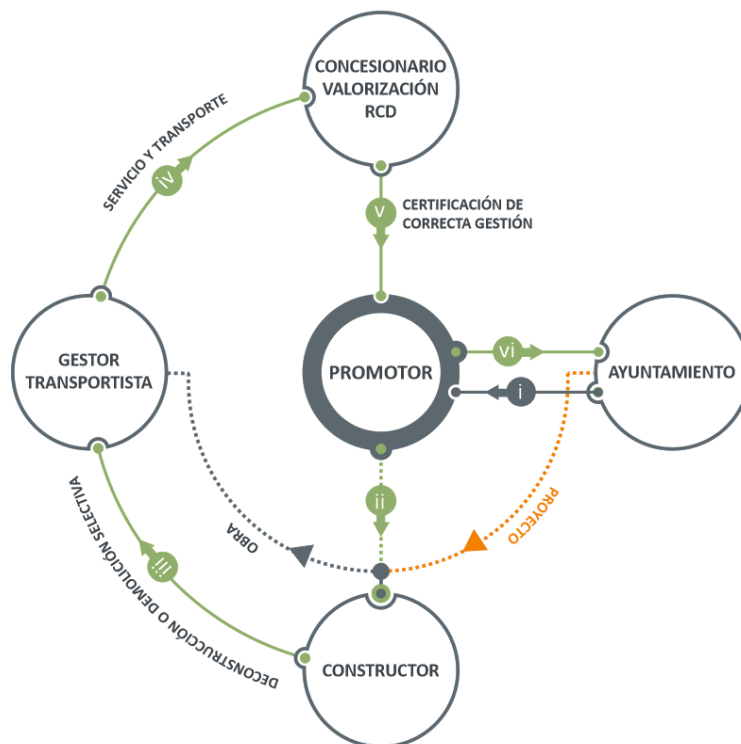 CONCESIONARIO
VALORIZACIÓN
RCD
SERVICIO Y TRANSPORTE
iv
v
CERTIFICACIÓN DE
CORRECTA GESTIÓN
GESTOR
TRANSPORTISTA
PROMOTOR
vi
i
AYUNTAMIENTO
ii
PROYECTO
OBRA
iii
DECONSTRUCCIÓN O DEMOLICIÓN SELECTIVA
CONSTRUCTOR